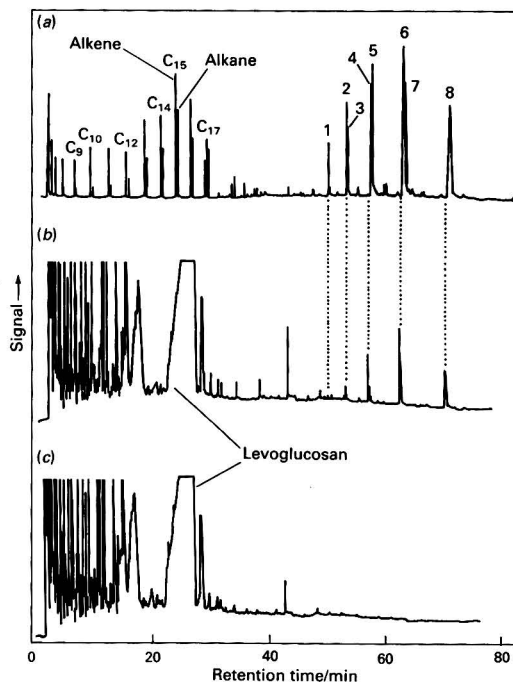 (a)
Alkene
C₁₅
Alkane
C₉
C₁₀
C₁₂
C₁₄
C₁₇
1
2
3
4
5
6
7
8
(b)
Signal →
Levoglucosan
(c)
0 20 40 60 80
Retention time/min